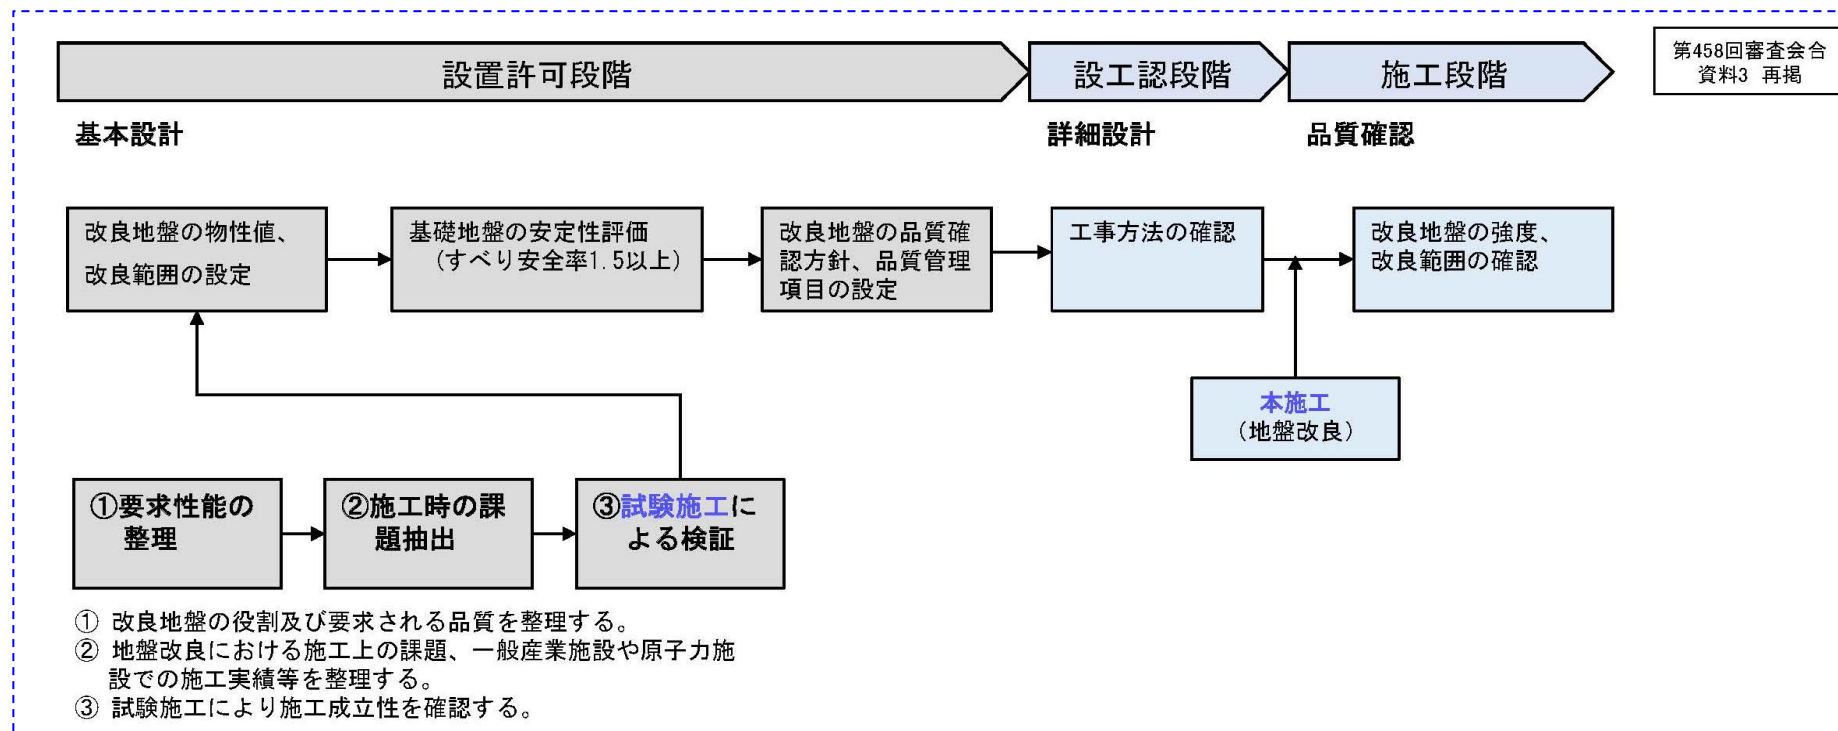 設置許可段階
設工認段階
施工段階
第458回審査会合
資料3 再掲
基本設計
詳細設計
品質確認
改良地盤の物性値、
改良範囲の設定
基礎地盤の安定性評価
(すべり安全率1.5以上)
改良地盤の品質確
認方針、品質管理
項目の設定
工事方法の確認
改良地盤の強度、
改良範囲の確認
本施工
(地盤改良)
①要求性能の
整理
②施工時の課
題抽出
③試験施工に
よる検証
① 改良地盤の役割及び要求される品質を整理する。
② 地盤改良における施工上の課題、一般産業施設や原子力施
設での施工実績等を整理する。
③ 試験施工により施工成立性を確認する。